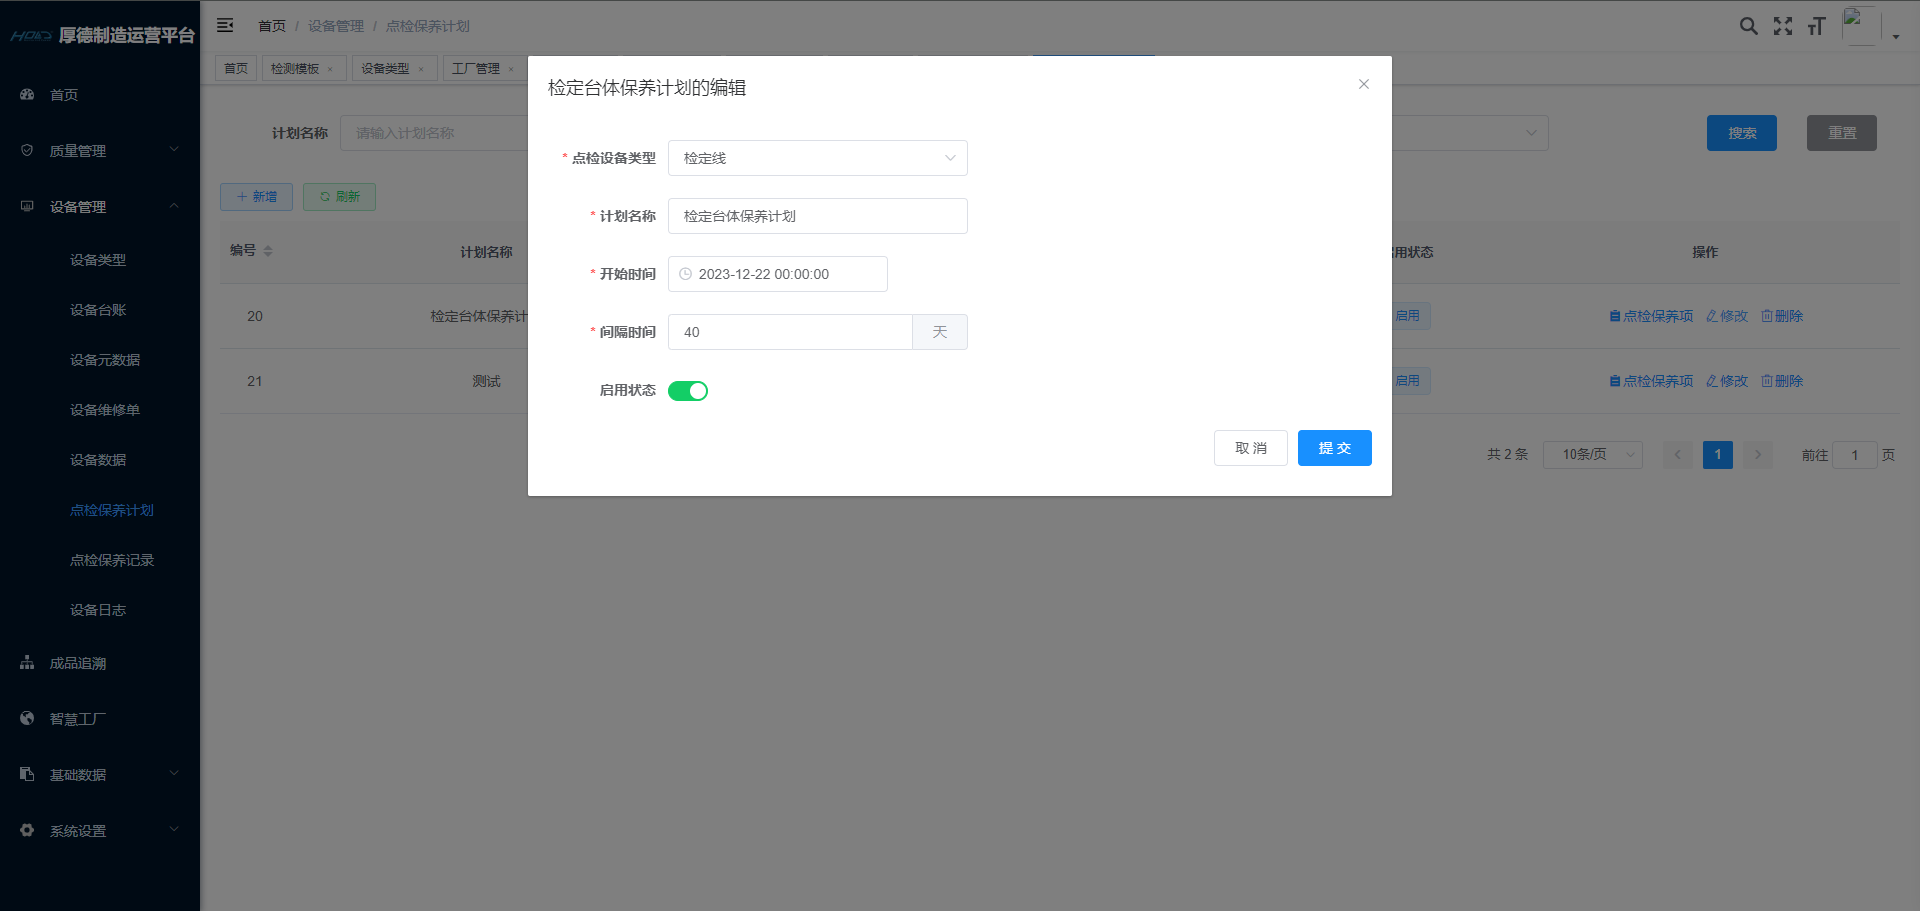 厚德制造运营平台
首页
质量管理
设备管理
设备类型
设备台账
设备元数据
设备维修单
设备数据
点检保养计划
点检保养记录
设备日志
成品追溯
智慧工厂
基础数据
系统设置
首页 / 设备管理 / 点检保养计划
首页 检测模板 × 设备类型 × 工厂管理 ×
计划名称 请输入计划名称 搜索 重置
+ 新增 刷新
编号 计划名称 用状态 操作
20 检定台体保养计 启用 点检保养项 修改 删除
21 测试 启用 点检保养项 修改 删除
共 2 条 10条/页 1 前往 1 页
检定台体保养计划的编辑
* 点检设备类型 检定线
* 计划名称 检定台体保养计划
* 开始时间 2023-12-22 00:00:00
* 间隔时间 40 天
启用状态
取 消 提 交